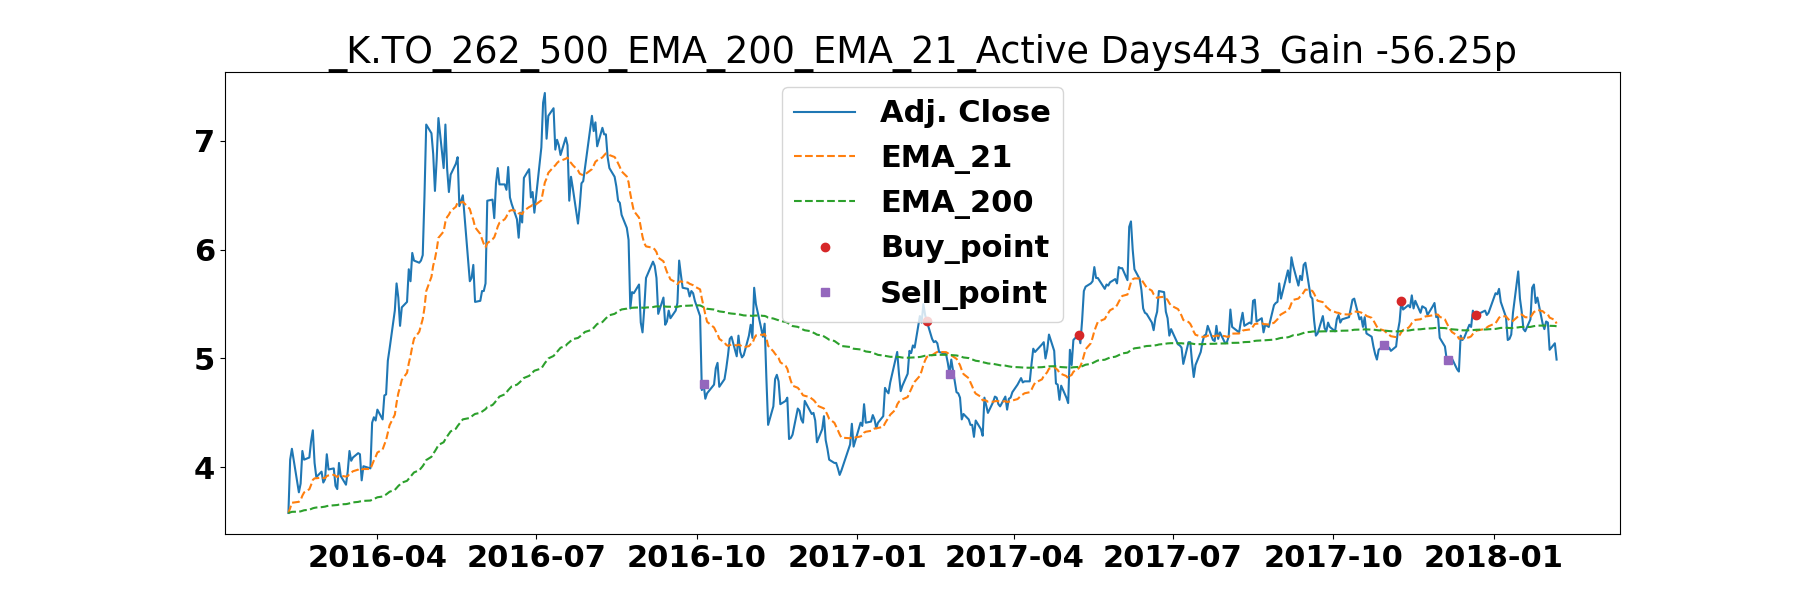 _K.TO_262_500_EMA_200_EMA_21_Active Days443_Gain -56.25p
Adj. Close
EMA_21
EMA_200
Buy_point
Sell_point
7
6
5
4
2016-04 2016-07 2016-10 2017-01 2017-04 2017-07 2017-10 2018-01